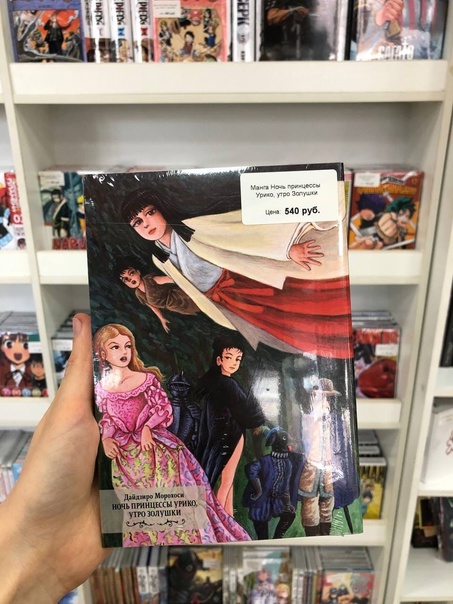 Манга Ночь принцессы
Урико, утро Золушки
Цена: 540 руб.
Дайдзиро Морохоси
НОЧЬ ПРИНЦЕССЫ УРИКО,
УТРО ЗОЛУШКИ